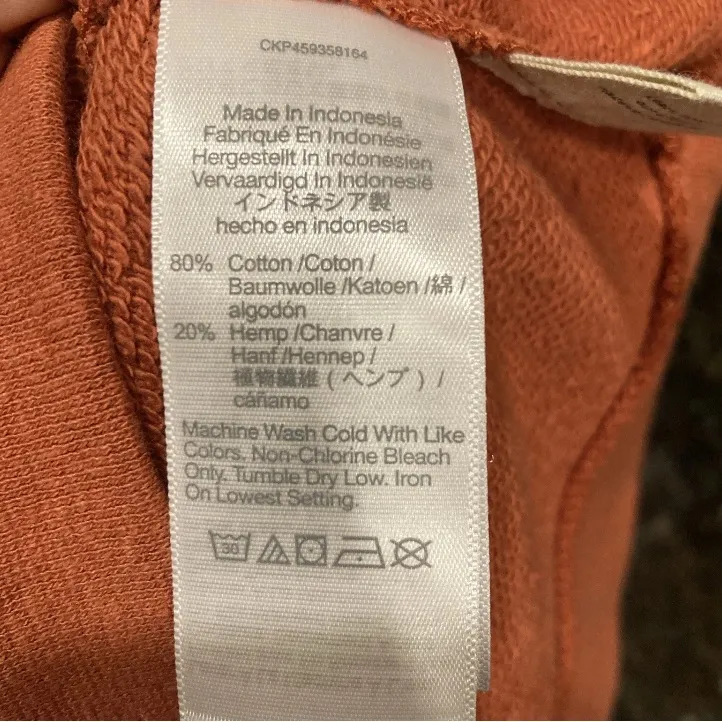 CKP459358164
Made In Indonesia
Fabriqué En Indonésie
Hergestellt In Indonesien
Vervaardigd In Indonesië
インドネシア製
hecho en indonesia
80% Cotton /Coton /
Baumwolle /Katoen /綿 /
algodón
20% Hemp /Chanvre /
Hanf /Hennep /
植物繊維 ( ヘンプ ) /
cáñamo
Machine Wash Cold With Like
Colors. Non-Chlorine Bleach
Only. Tumble Dry Low. Iron
On Lowest Setting.
30